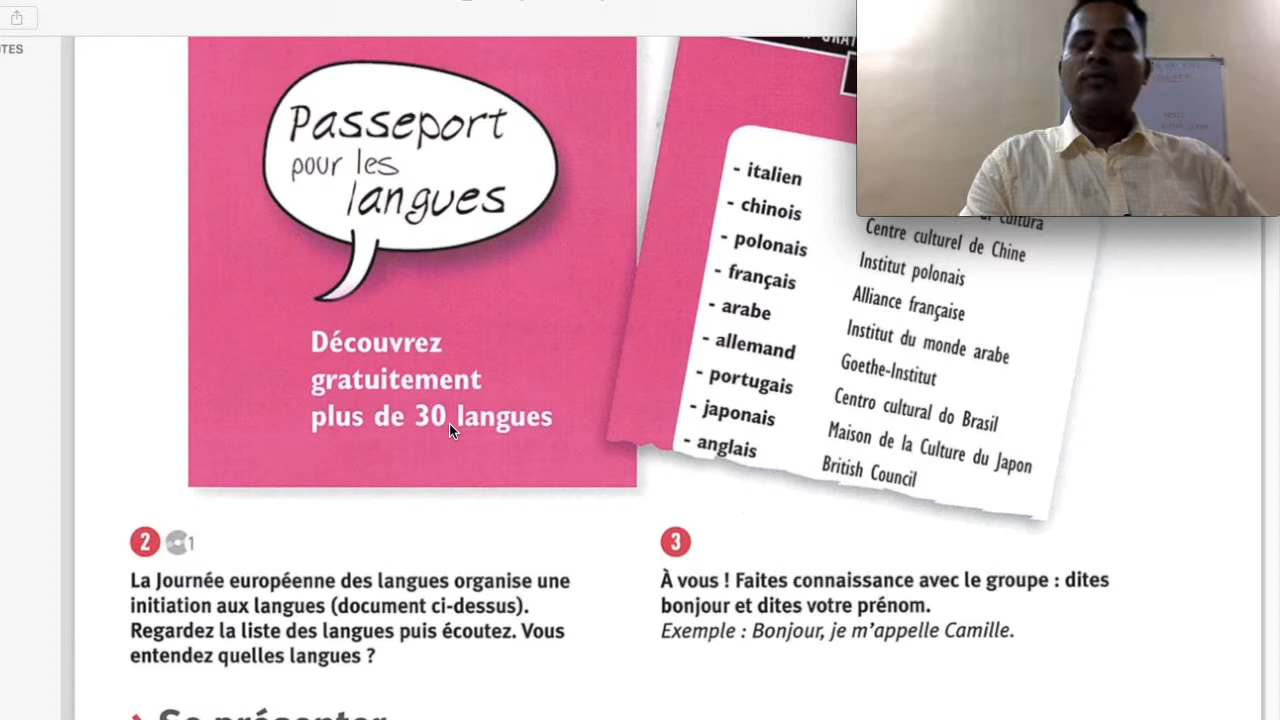 Passeport
pour les
langues
Découvrez
gratuitement
plus de 30 langues
- italien
- chinois Centre culturel de Chine
- polonais Institut polonais
- français Alliance française
- arabe Institut du monde arabe
- allemand Goethe-Institut
- portugais Centro cultural do Brasil
- japonais Maison de la Culture du Japon
- anglais British Council
2 1
La Journée européenne des langues organise une
initiation aux langues (document ci-dessus).
Regardez la liste des langues puis écoutez. Vous
entendez quelles langues ?
3
À vous ! Faites connaissance avec le groupe : dites
bonjour et dites votre prénom.
Exemple : Bonjour, je m'appelle Camille.
Se présenter